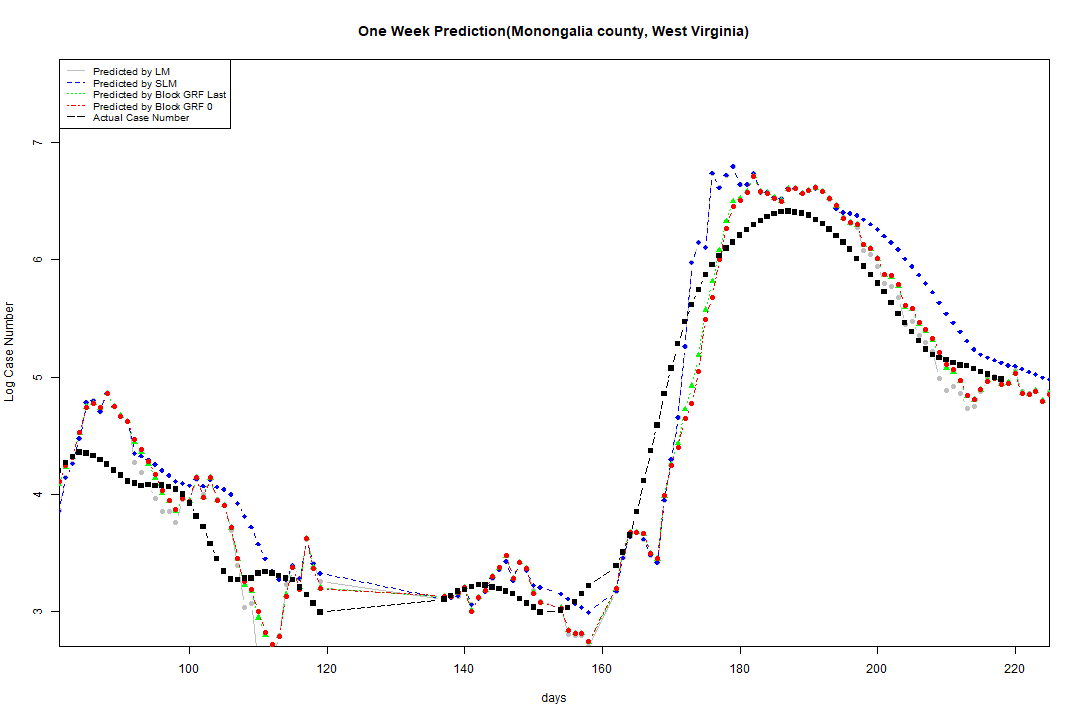 One Week Prediction(Monongalia county, West Virginia)
Predicted by LM
Predicted by SLM
Predicted by Block GRF Last
Predicted by Block GRF 0
Actual Case Number
7
6
5
4
3
Log Case Number
100 120 140 160 180 200 220
days